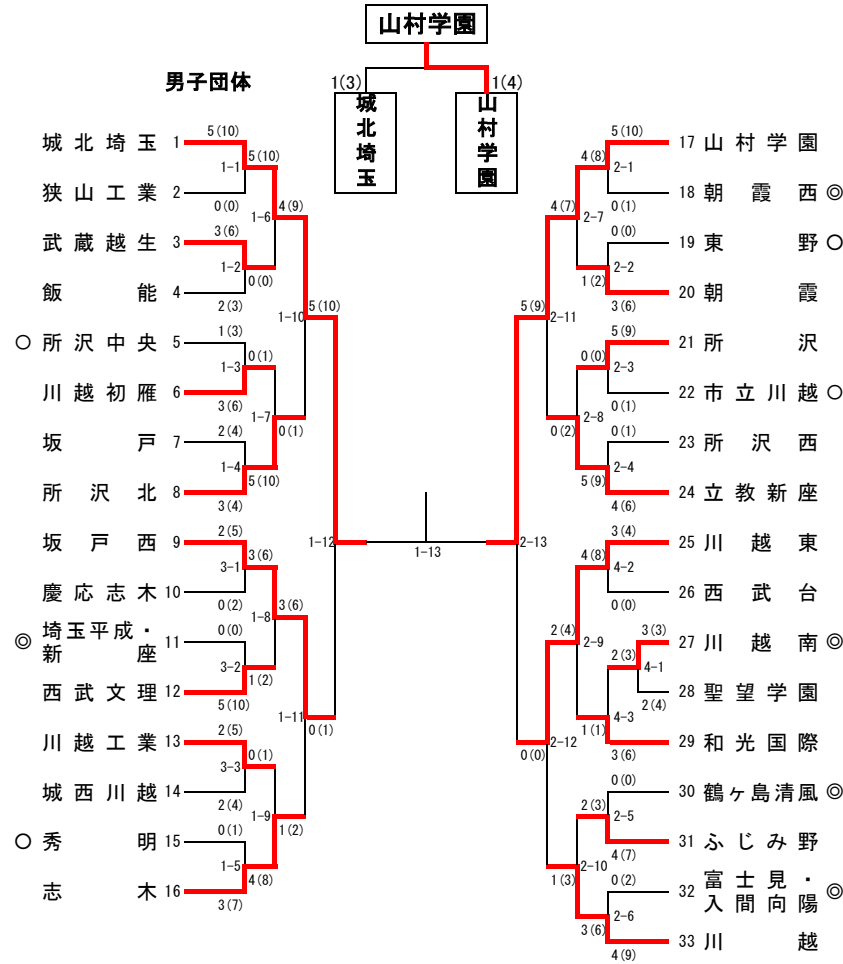 山村学園
男子団体
1(3)
1(4)
城北埼玉
山村学園
城北埼玉 1
5(10)
1-1
5(10)
狭山工業 2
0(0)
1-6
4(9)
武蔵越生 3
3(6)
1-2
0(0)
飯能 4
2(3)
1-10
5(10)
○ 所沢中央 5
1(3)
1-3
0(1)
川越初雁 6
3(6)
1-7
0(1)
坂戸 7
2(4)
1-4
5(10)
所沢北 8
3(4)
1-12
坂戸西 9
2(5)
3-1
3(6)
慶応志木 10
0(2)
1-8
3(6)
◎ 埼玉平成・
新座 11
0(0)
3-2
1(2)
西武文理 12
5(10)
1-11
0(1)
川越工業 13
2(5)
3-3
0(1)
城西川越 14
2(4)
1-9
1(2)
○ 秀明 15
0(1)
1-5
4(8)
志木 16
3(7)
1-13
5(10)
17 山村学園
4(8)
2-1
18 朝霞西 ◎
0(1)
4(7)
2-7
0(0)
19 東野 ○
2-2
1(2)
20 朝霞
3(6)
5(9)
2-11
5(9)
21 所沢
0(0)
2-3
22 市立川越 ○
0(1)
2-8
0(2)
0(1)
23 所沢西
2-4
5(9)
24 立教新座
4(6)
2-13
3(4)
25 川越東
4(8)
4-2
26 西武台
0(0)
2(4)
2-9
3(3)
27 川越南 ◎
2(3)
4-1
28 聖望学園
2(4)
4-3
1(1)
29 和光国際
3(6)
0(0)
2-12
0(0)
30 鶴ヶ島清風 ◎
2(3)
2-5
31 ふじみ野
4(7)
2-10
1(3)
0(2)
32 富士見・
入間向陽 ◎
2-6
3(6)
33 川越
4(9)